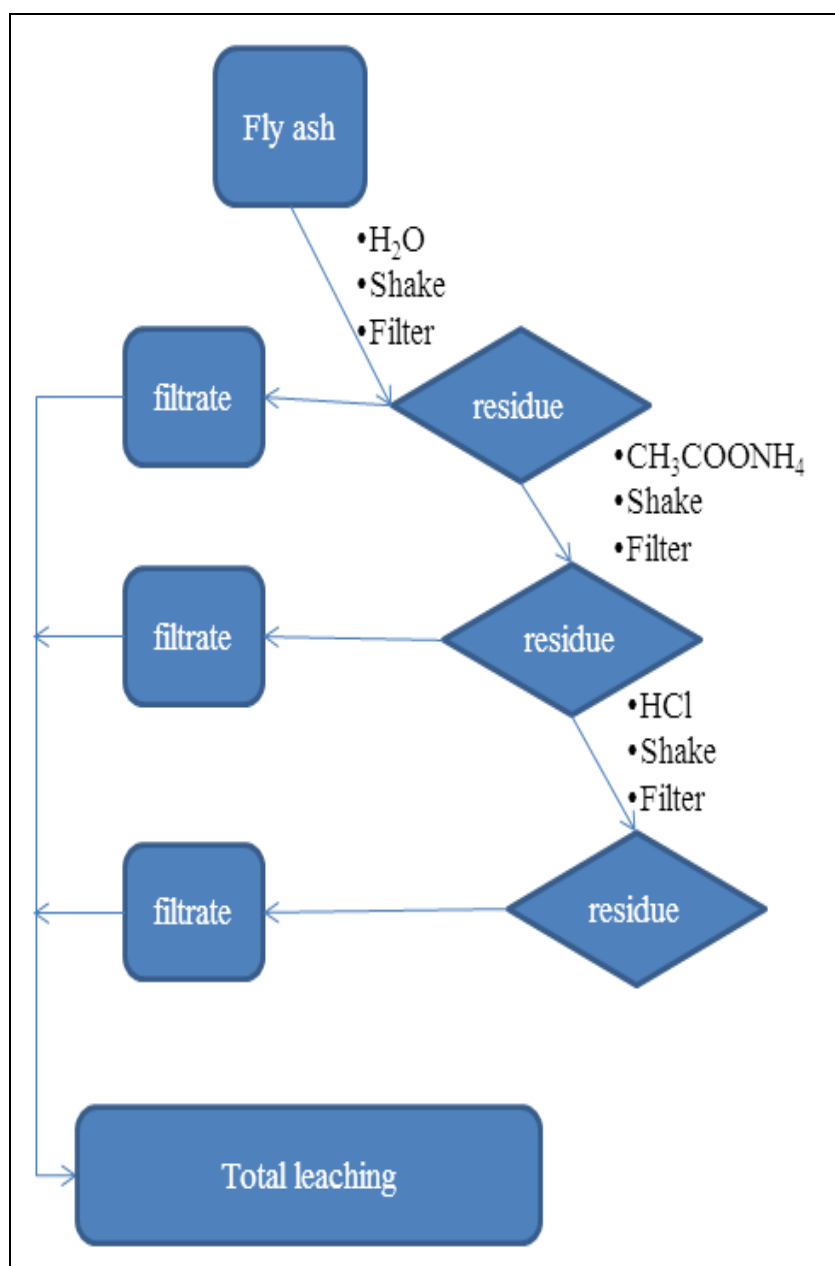 Fly ash
•H₂O
•Shake
•Filter
filtrate
residue
•CH₃COONH₄
•Shake
•Filter
filtrate
residue
•HCl
•Shake
•Filter
filtrate
residue
Total leaching